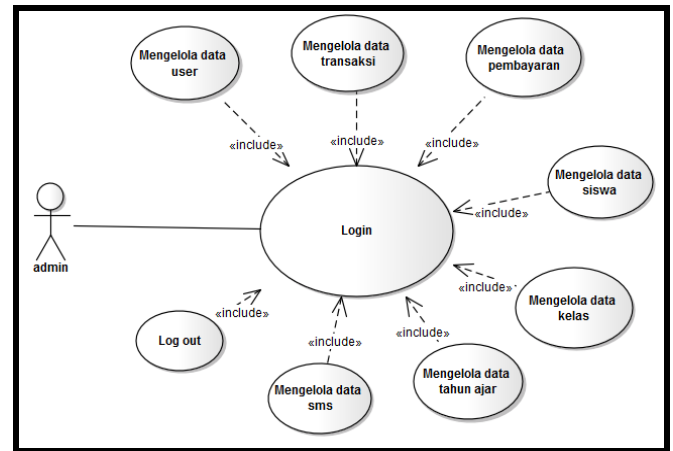 Mengelola data
user
Mengelola data
transaksi
Mengelola data
pembayaran
«include»
«include»
«include»
Mengelola data
siswa
«include»
Login
admin
«include»
Mengelola data
kelas
«include»
Log out
«include»
«include»
Mengelola data
tahun ajar
Mengelola data
sms